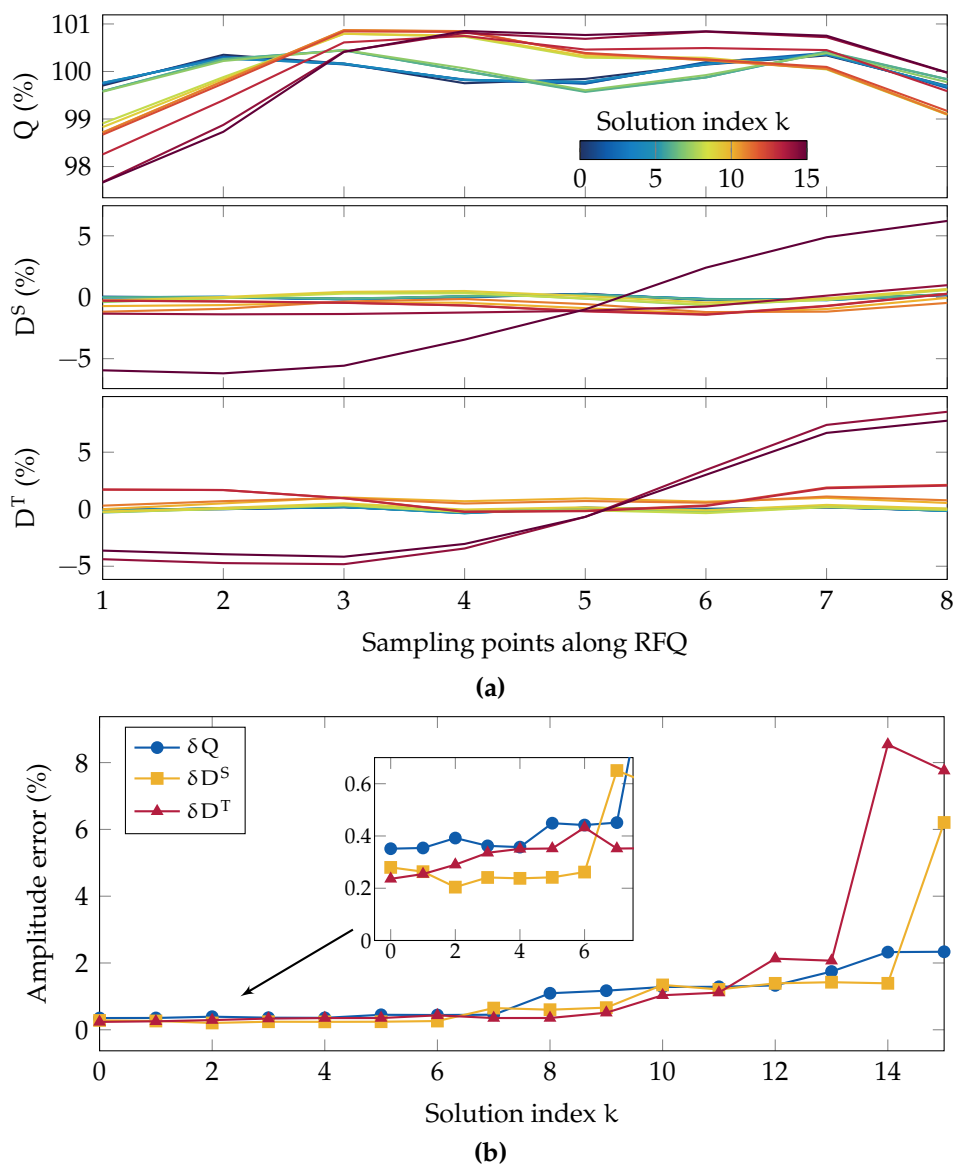 101
100
99
98
Q (%)
Solution index k
0 5 10 15
5
0
−5
D^S (%)
5
0
−5
D^T (%)
1 2 3 4 5 6 7 8
Sampling points along RFQ
(a)
8
6
4
2
0
Amplitude error (%)
δQ
δD^S
δD^T
0.6
0.4
0.2
0
0 2 4 6
0 2 4 6 8 10 12 14
Solution index k
(b)